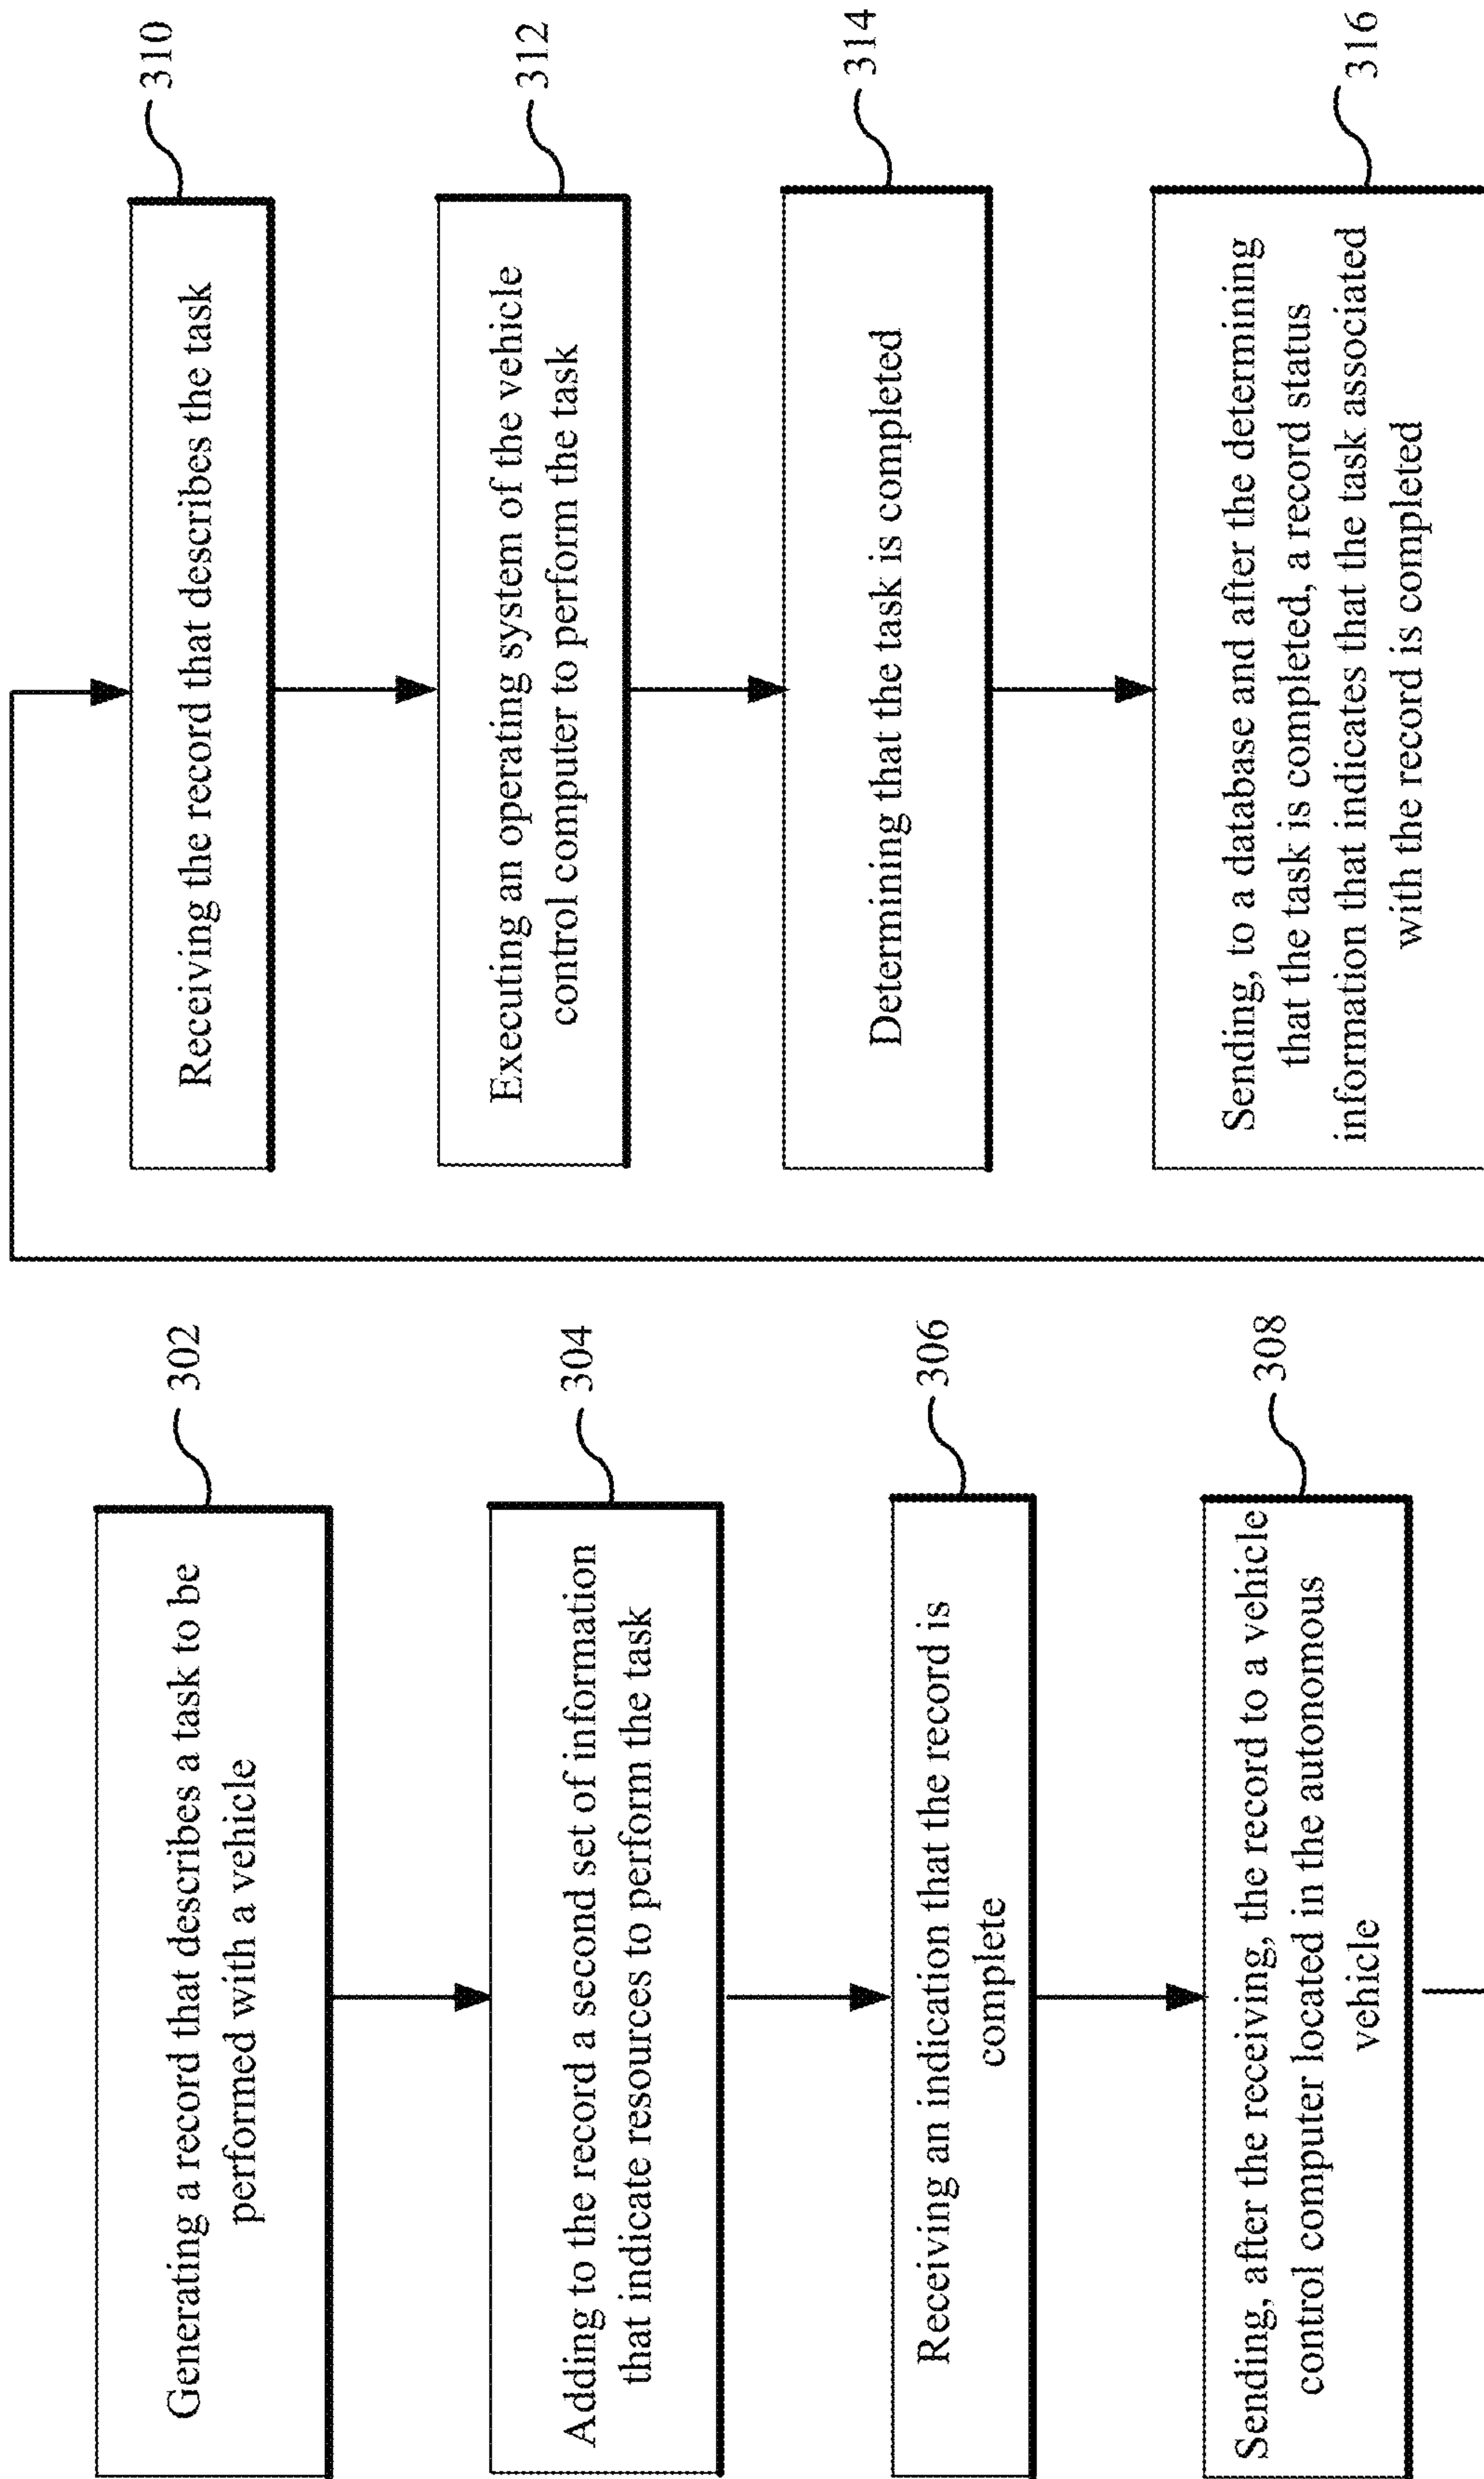 Generating a record that describes a task to be
performed with a vehicle
302
Adding to the record a second set of information
that indicate resources to perform the task
304
Receiving an indication that the record is
complete
306
Sending, after the receiving, the record to a vehicle
control computer located in the autonomous
vehicle
308
Receiving the record that describes the task
310
Executing an operating system of the vehicle
control computer to perform the task
312
Determining that the task is completed
314
Sending, to a database and after the determining
that the task is completed, a record status
information that indicates that the task associated
with the record is completed
316